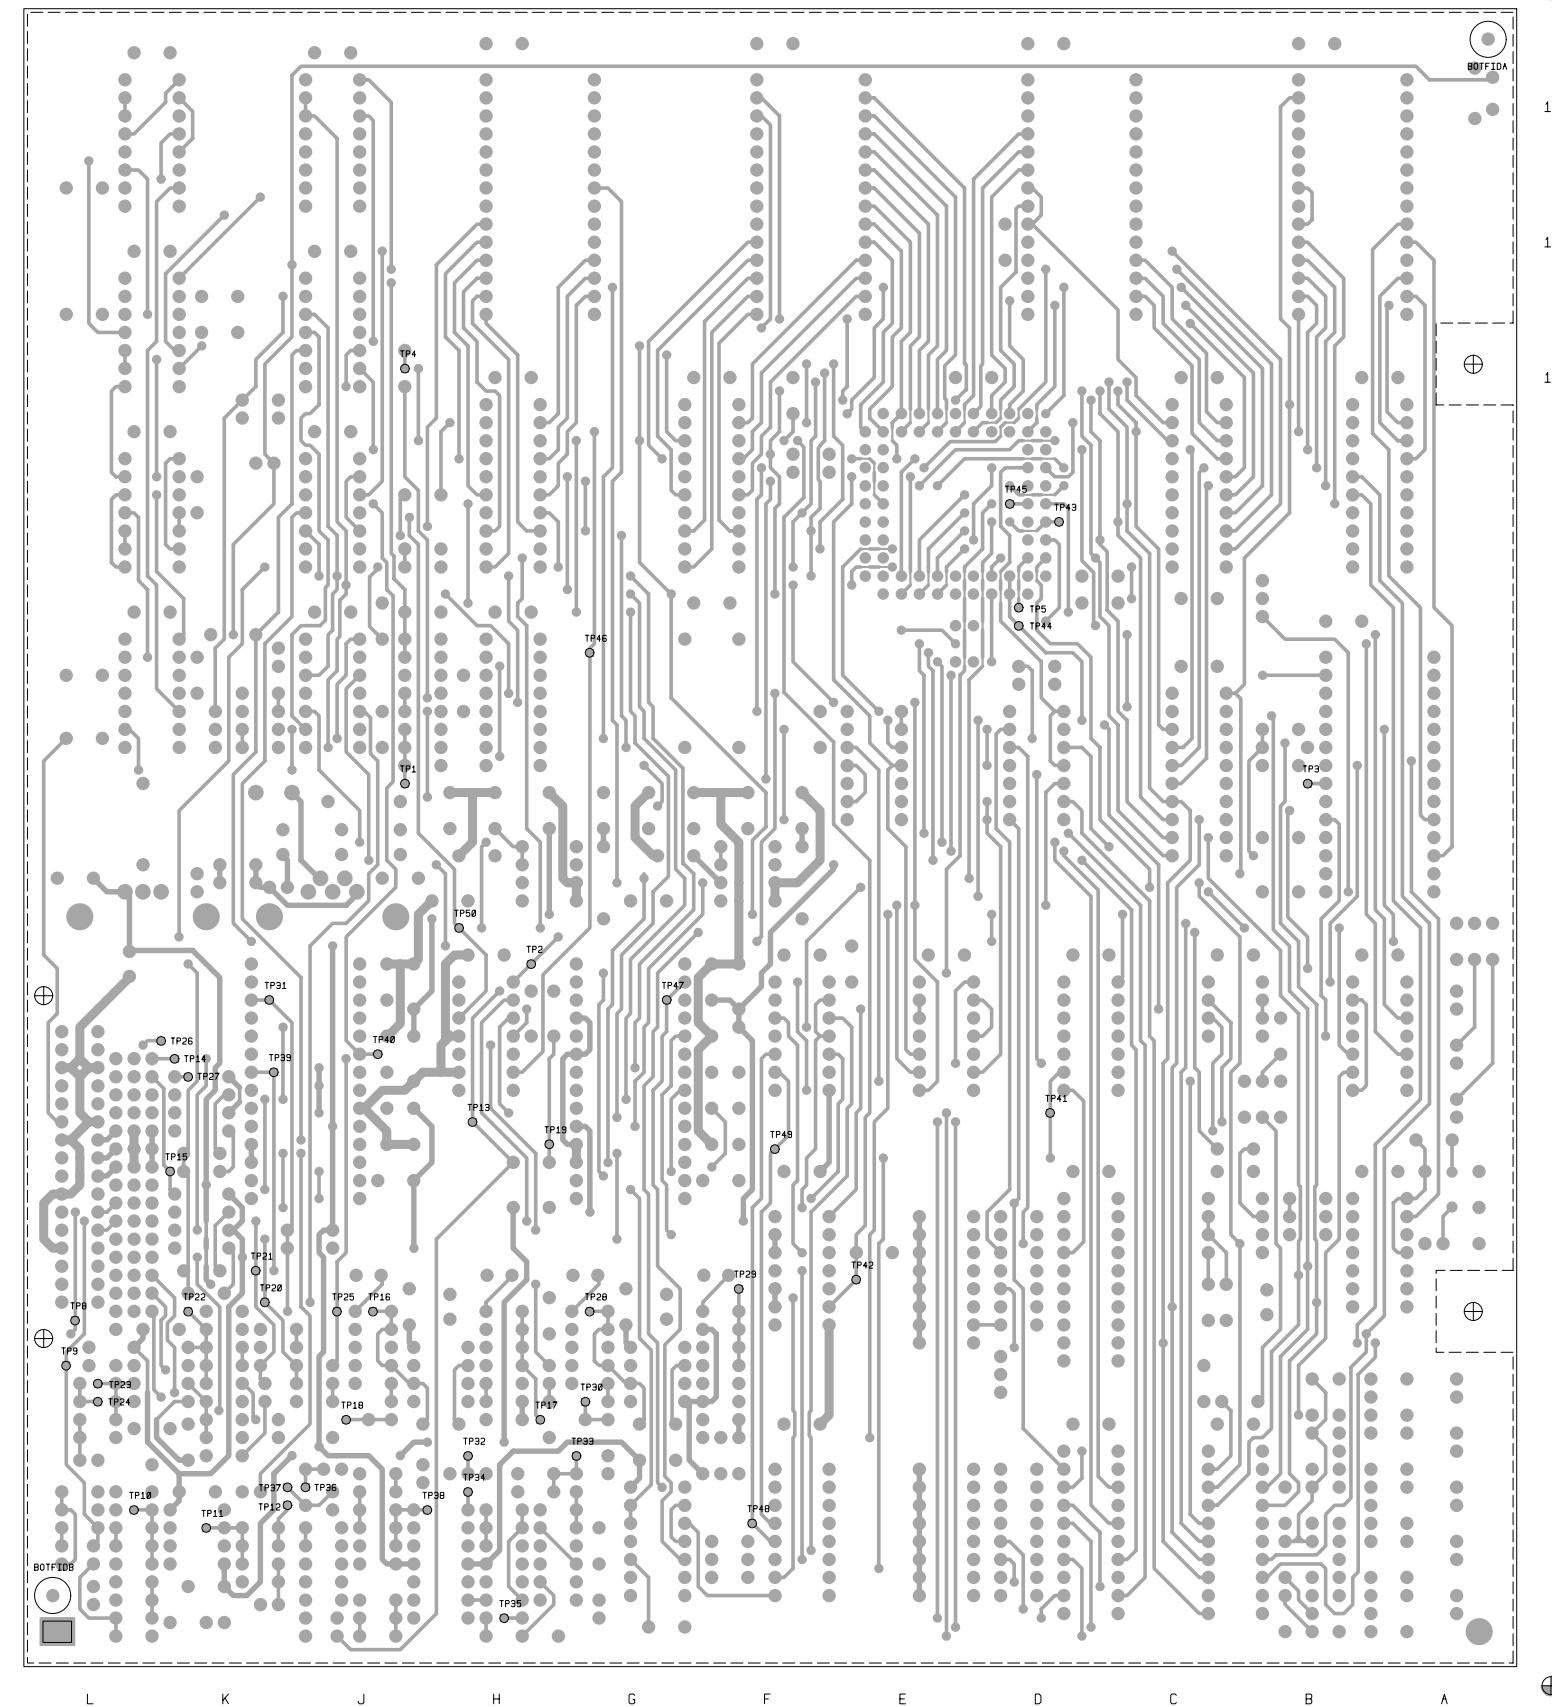 BOTFIDA
1
1
TP4
1
TP45
TP43
TP5
TP44
TP46
TP1
TP3
TP50
TP2
TP31
TP47
TP26
TP40
TP14
TP39
TP27
TP13
TP41
TP19
TP49
TP15
TP21
TP42
TP29
TP20
TP22
TP25
TP16
TP28
TP8
TP9
TP23
TP30
TP24
TP18
TP17
TP32
TP33
TP37
TP36
TP34
TP10
TP12
TP38
TP48
TP11
BOTFIDB
TP35
L K J H G F E D C B A